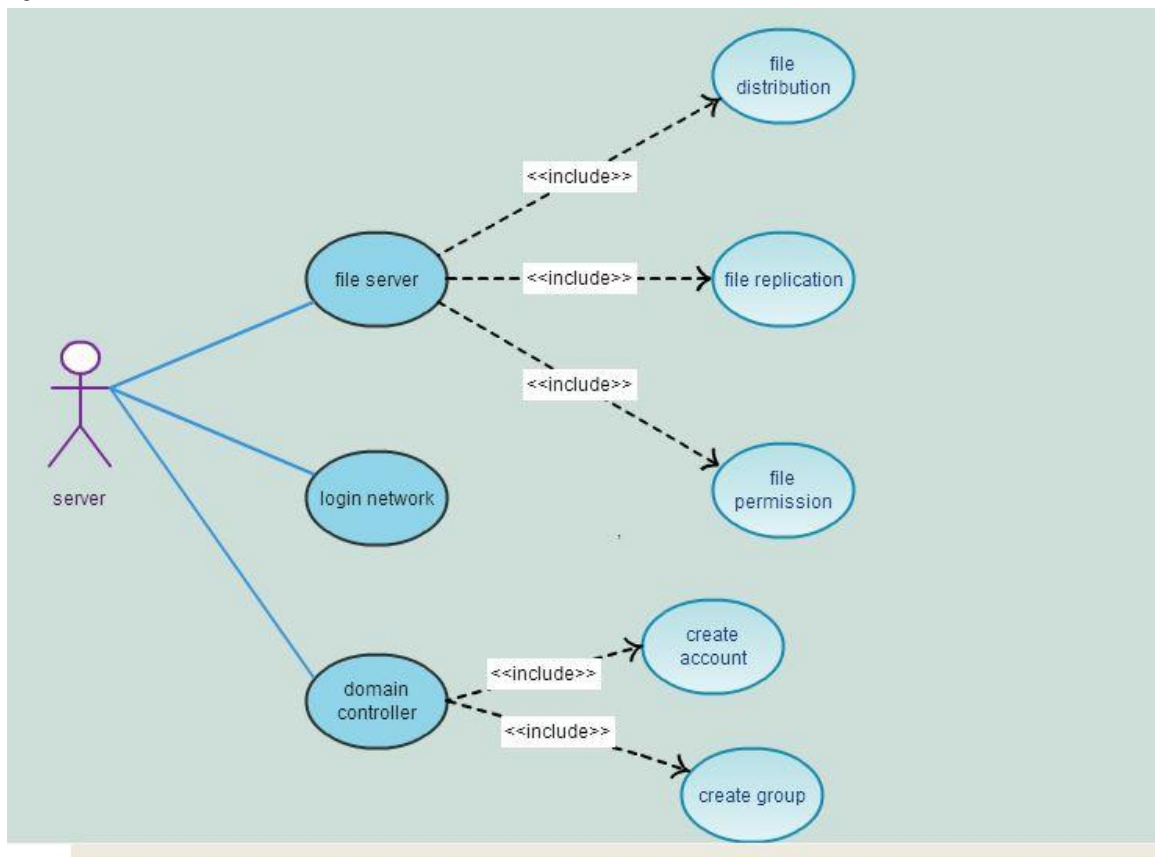 file
distribution
<<include>>
file server
<<include>>
file replication
<<include>>
server
login network
file
permission
,
create
account
<<include>>
domain
controller
<<include>>
create group